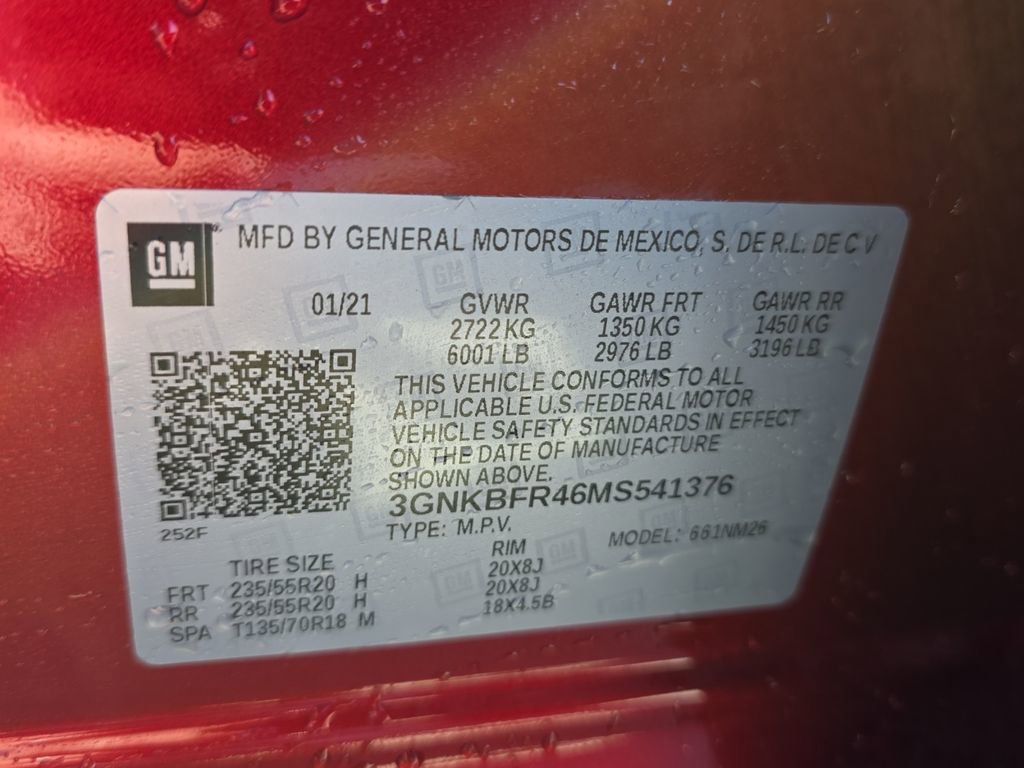 GM
MFD BY GENERAL MOTORS DE MEXICO, S. DE R.L. DE C V
01/21 GVWR GAWR FRT GAWR RR
2722 KG 1350 KG 1450 KG
6001 LB 2976 LB 3196 LB
THIS VEHICLE CONFORMS TO ALL
APPLICABLE U.S. FEDERAL MOTOR
VEHICLE SAFETY STANDARDS IN EFFECT
ON THE DATE OF MANUFACTURE
SHOWN ABOVE.
3GNKBFR46MS541376
252F TYPE: M.P.V. MODEL: 661NM26
TIRE SIZE RIM
FRT 235/55R20 H 20X8J
RR 235/55R20 H 20X8J
SPA T135/70R18 M 18X4.5B